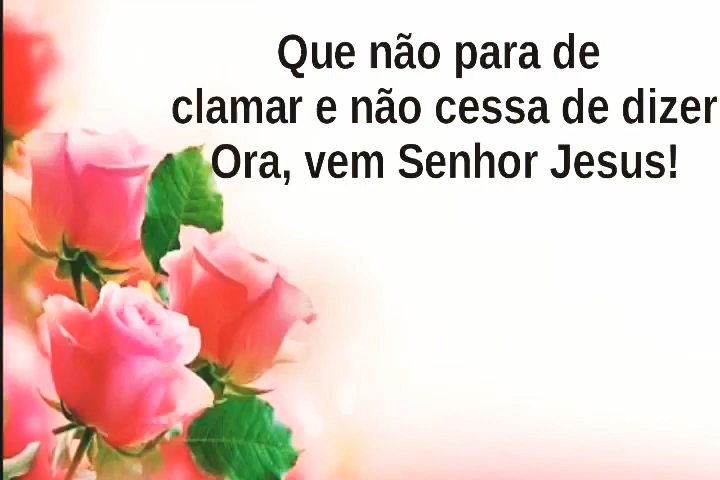 Que não para de
clamar e não cessa de dizer
Ora, vem Senhor Jesus!